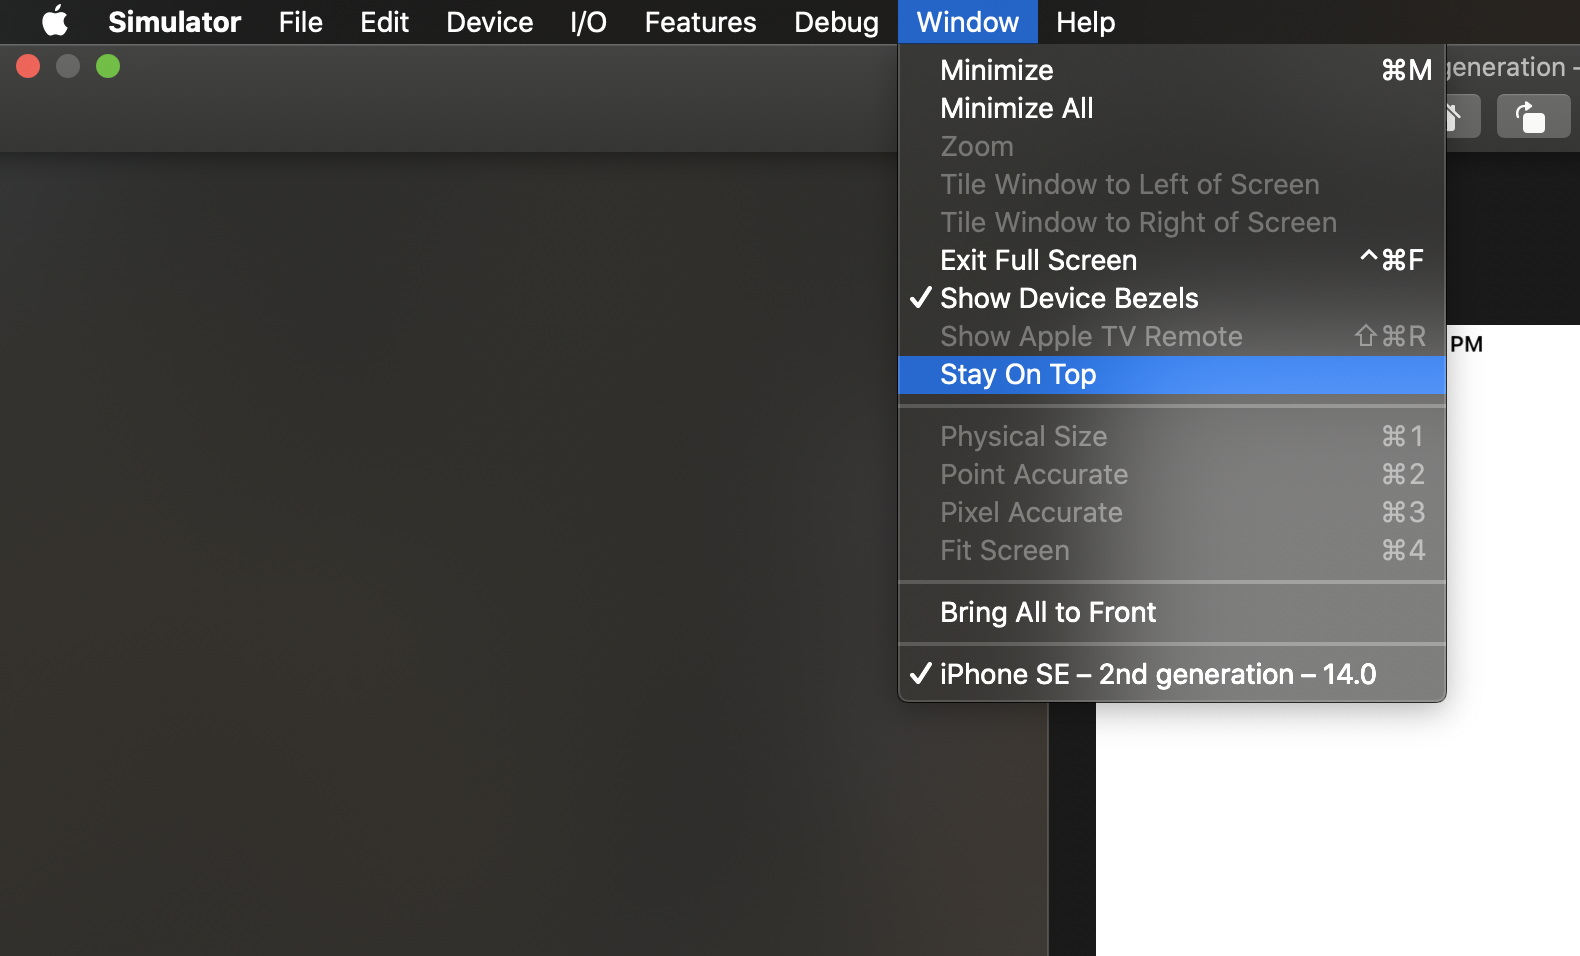 Simulator File Edit Device I/O Features Debug Window Help
generation –
Minimize ⌘M
Minimize All
Zoom
Tile Window to Left of Screen
Tile Window to Right of Screen
Exit Full Screen ^⌘F
✓ Show Device Bezels
Show Apple TV Remote ⇧⌘R
PM
Stay On Top
Physical Size ⌘1
Point Accurate ⌘2
Pixel Accurate ⌘3
Fit Screen ⌘4
Bring All to Front
✓ iPhone SE – 2nd generation – 14.0